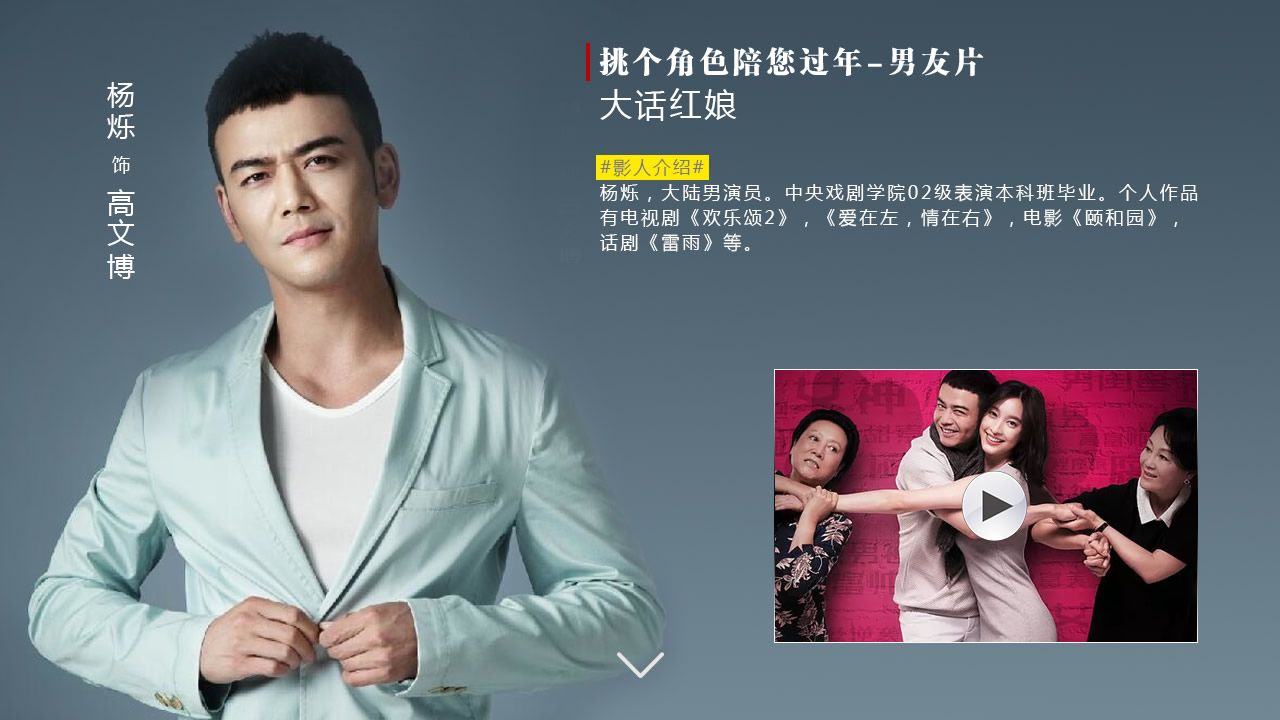 杨烁
饰
高文博
挑个角色陪您过年-男友片
大话红娘
#影人介绍#
杨烁，大陆男演员。中央戏剧学院02级表演本科班毕业。个人作品
有电视剧《欢乐颂2》，《爱在左，情在右》，电影《颐和园》，
话剧《雷雨》等。
女神